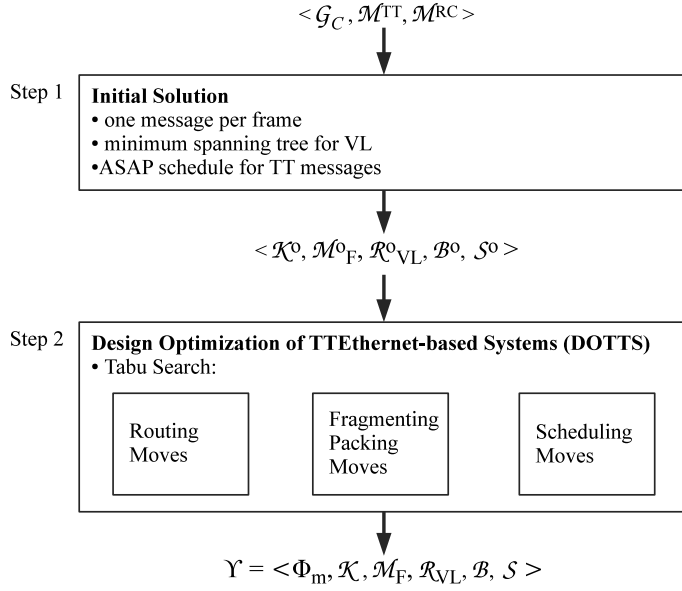 < 𝒢_C , ℳ^TT, ℳ^RC >
Step 1
Initial Solution
• one message per frame
• minimum spanning tree for VL
•ASAP schedule for TT messages
< 𝒦^o, ℳ^o_F, ℛ^o_VL, ℬ^o, 𝒮^o >
Step 2
Design Optimization of TTEthernet-based Systems (DOTTS)
• Tabu Search:
Routing
Moves
Fragmenting
Packing
Moves
Scheduling
Moves
ϒ = <Φ_m, 𝒦, ℳ_F, ℛ_VL, ℬ, 𝒮 >